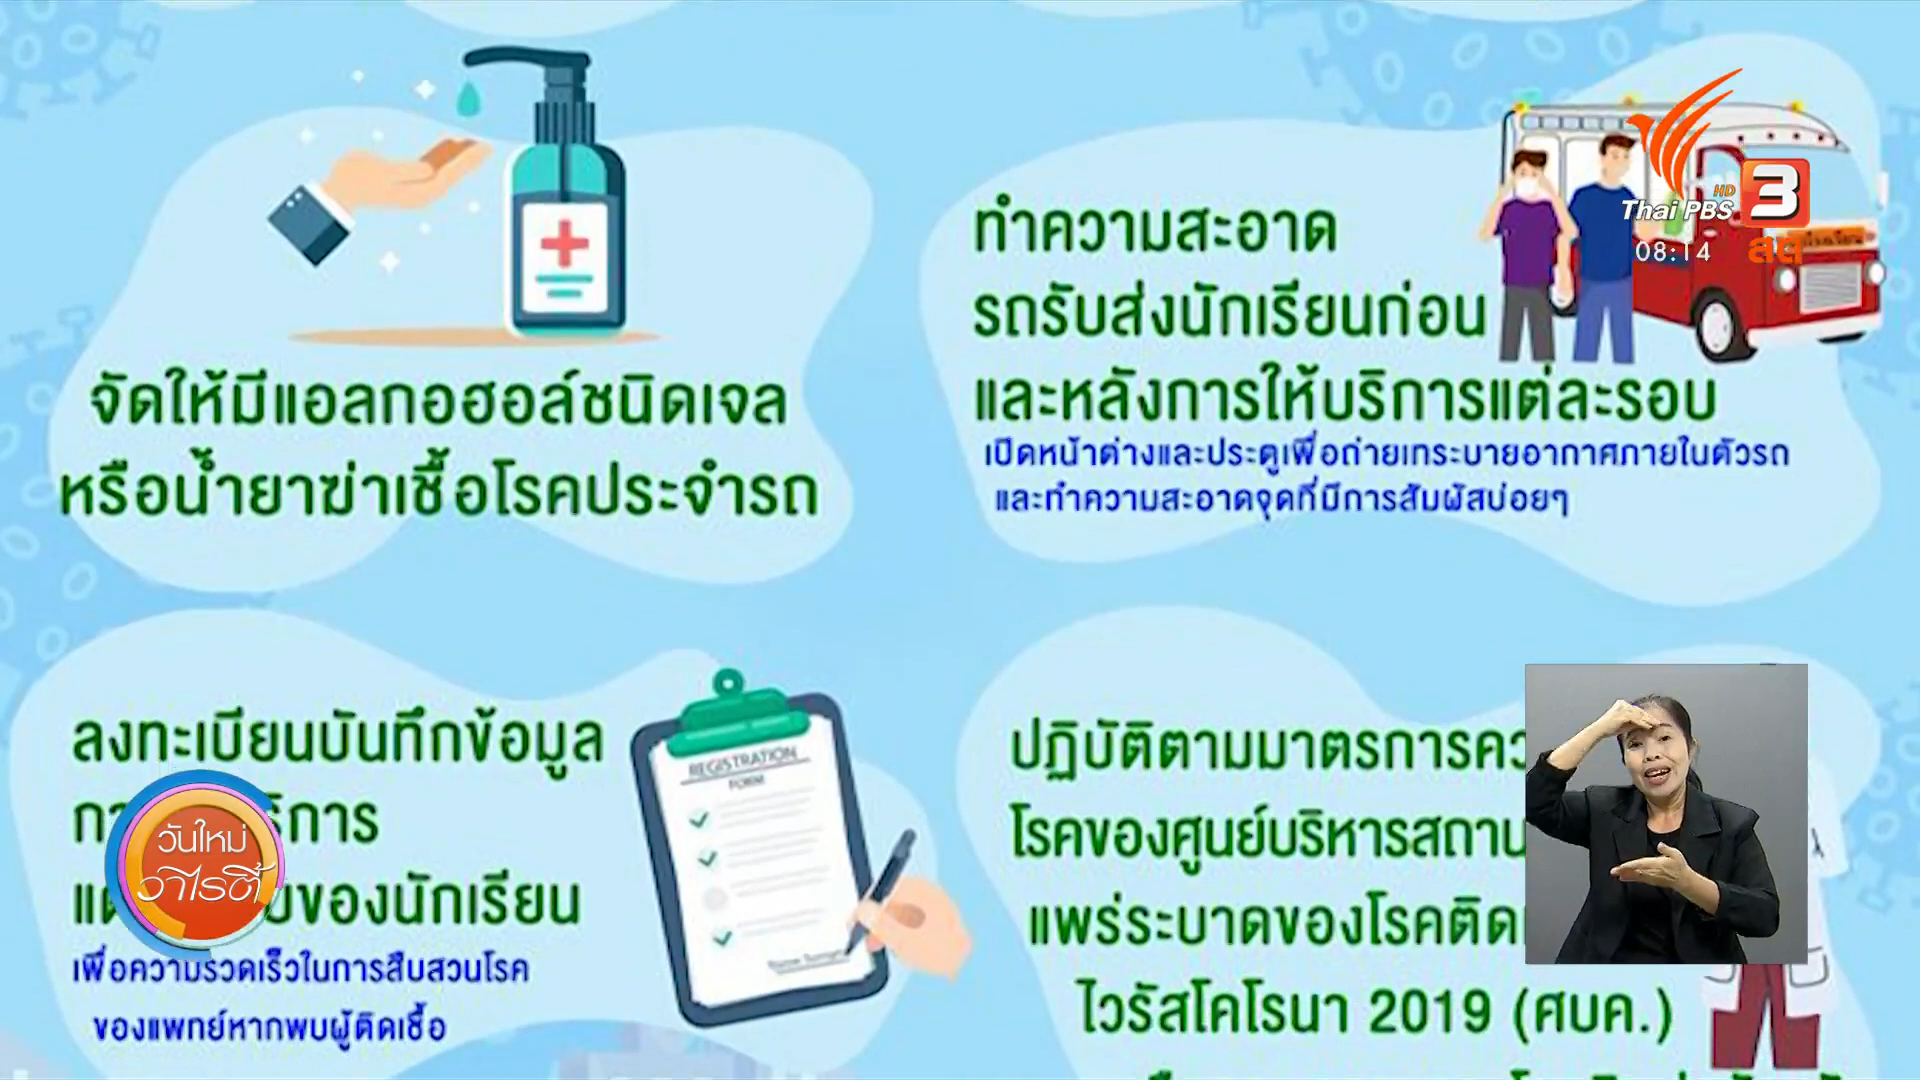 จัดให้มีแอลกอฮอล์ชนิดเจล
หรือน้ำยาฆ่าเชื้อโรคประจำรถ
ทำความสะอาด
รถรับส่งนักเรียนก่อน
และหลังการให้บริการแต่ละรอบ
เปิดหน้าต่างและประตูเพื่อถ่ายเทระบายอากาศภายในตัวรถ
และทำความสะอาดจุดที่มีการสัมผัสบ่อยๆ
Thai PBS HD 3
08:14 สด
ลงทะเบียนบันทึกข้อมูล
ริการ
ของนักเรียน
เพื่อความรวดเร็วในการสืบสวนโรค
ของแพทย์หากพบผู้ติดเชื้อ
วันใหม่
วาไรตี้
REGISTRATION
FORM
ปฏิบัติตามมาตรการคว
โรคของศูนย์บริหารสถาน
แพร่ระบาดของโรคติด
ไวรัสโคโรนา 2019 (ศบค.)